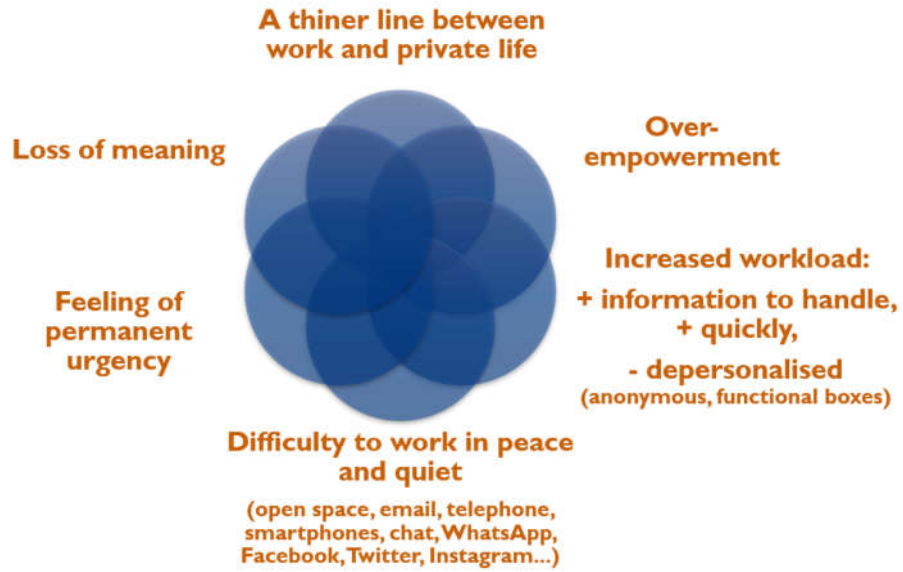 A thiner line between
work and private life
Loss of meaning
Over-
empowerment
Increased workload:
+ information to handle,
+ quickly,
- depersonalised
(anonymous, functional boxes)
Feeling of
permanent
urgency
Difficulty to work in peace
and quiet
(open space, email, telephone,
smartphones, chat, WhatsApp,
Facebook, Twitter, Instagram...)